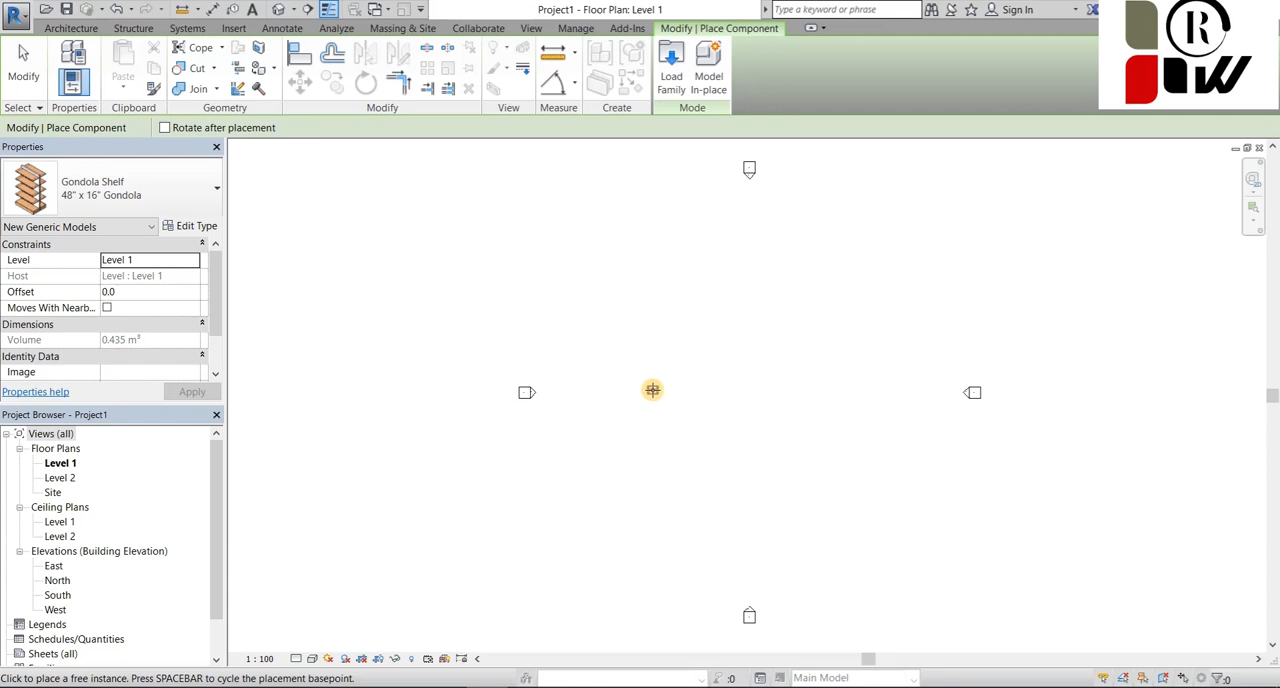 Project1 - Floor Plan: Level 1
Type a keyword or phrase
Sign In
Architecture Structure Systems Insert Annotate Analyze Massing & Site Collaborate View Manage Add-Ins Modify | Place Component
Modify
Paste
Cope
Cut
Join
Load Family
Model In-place
Select Properties Clipboard Geometry Modify View Measure Create Mode
R
Modify | Place Component Rotate after placement
Properties
Gondola Shelf
48" x 16" Gondola
New Generic Models Edit Type
Constraints
Level Level 1
Host Level : Level 1
Offset 0.0
Moves With Nearb...
Dimensions
Volume 0.435 m³
Identity Data
Image
Properties help Apply
Project Browser - Project1
Views (all)
Floor Plans
Level 1
Level 2
Site
Ceiling Plans
Level 1
Level 2
Elevations (Building Elevation)
East
North
South
West
Legends
Schedules/Quantities
Sheets (all)
1 : 100
Click to place a free instance. Press SPACEBAR to cycle the placement basepoint.
:0
Main Model
:0